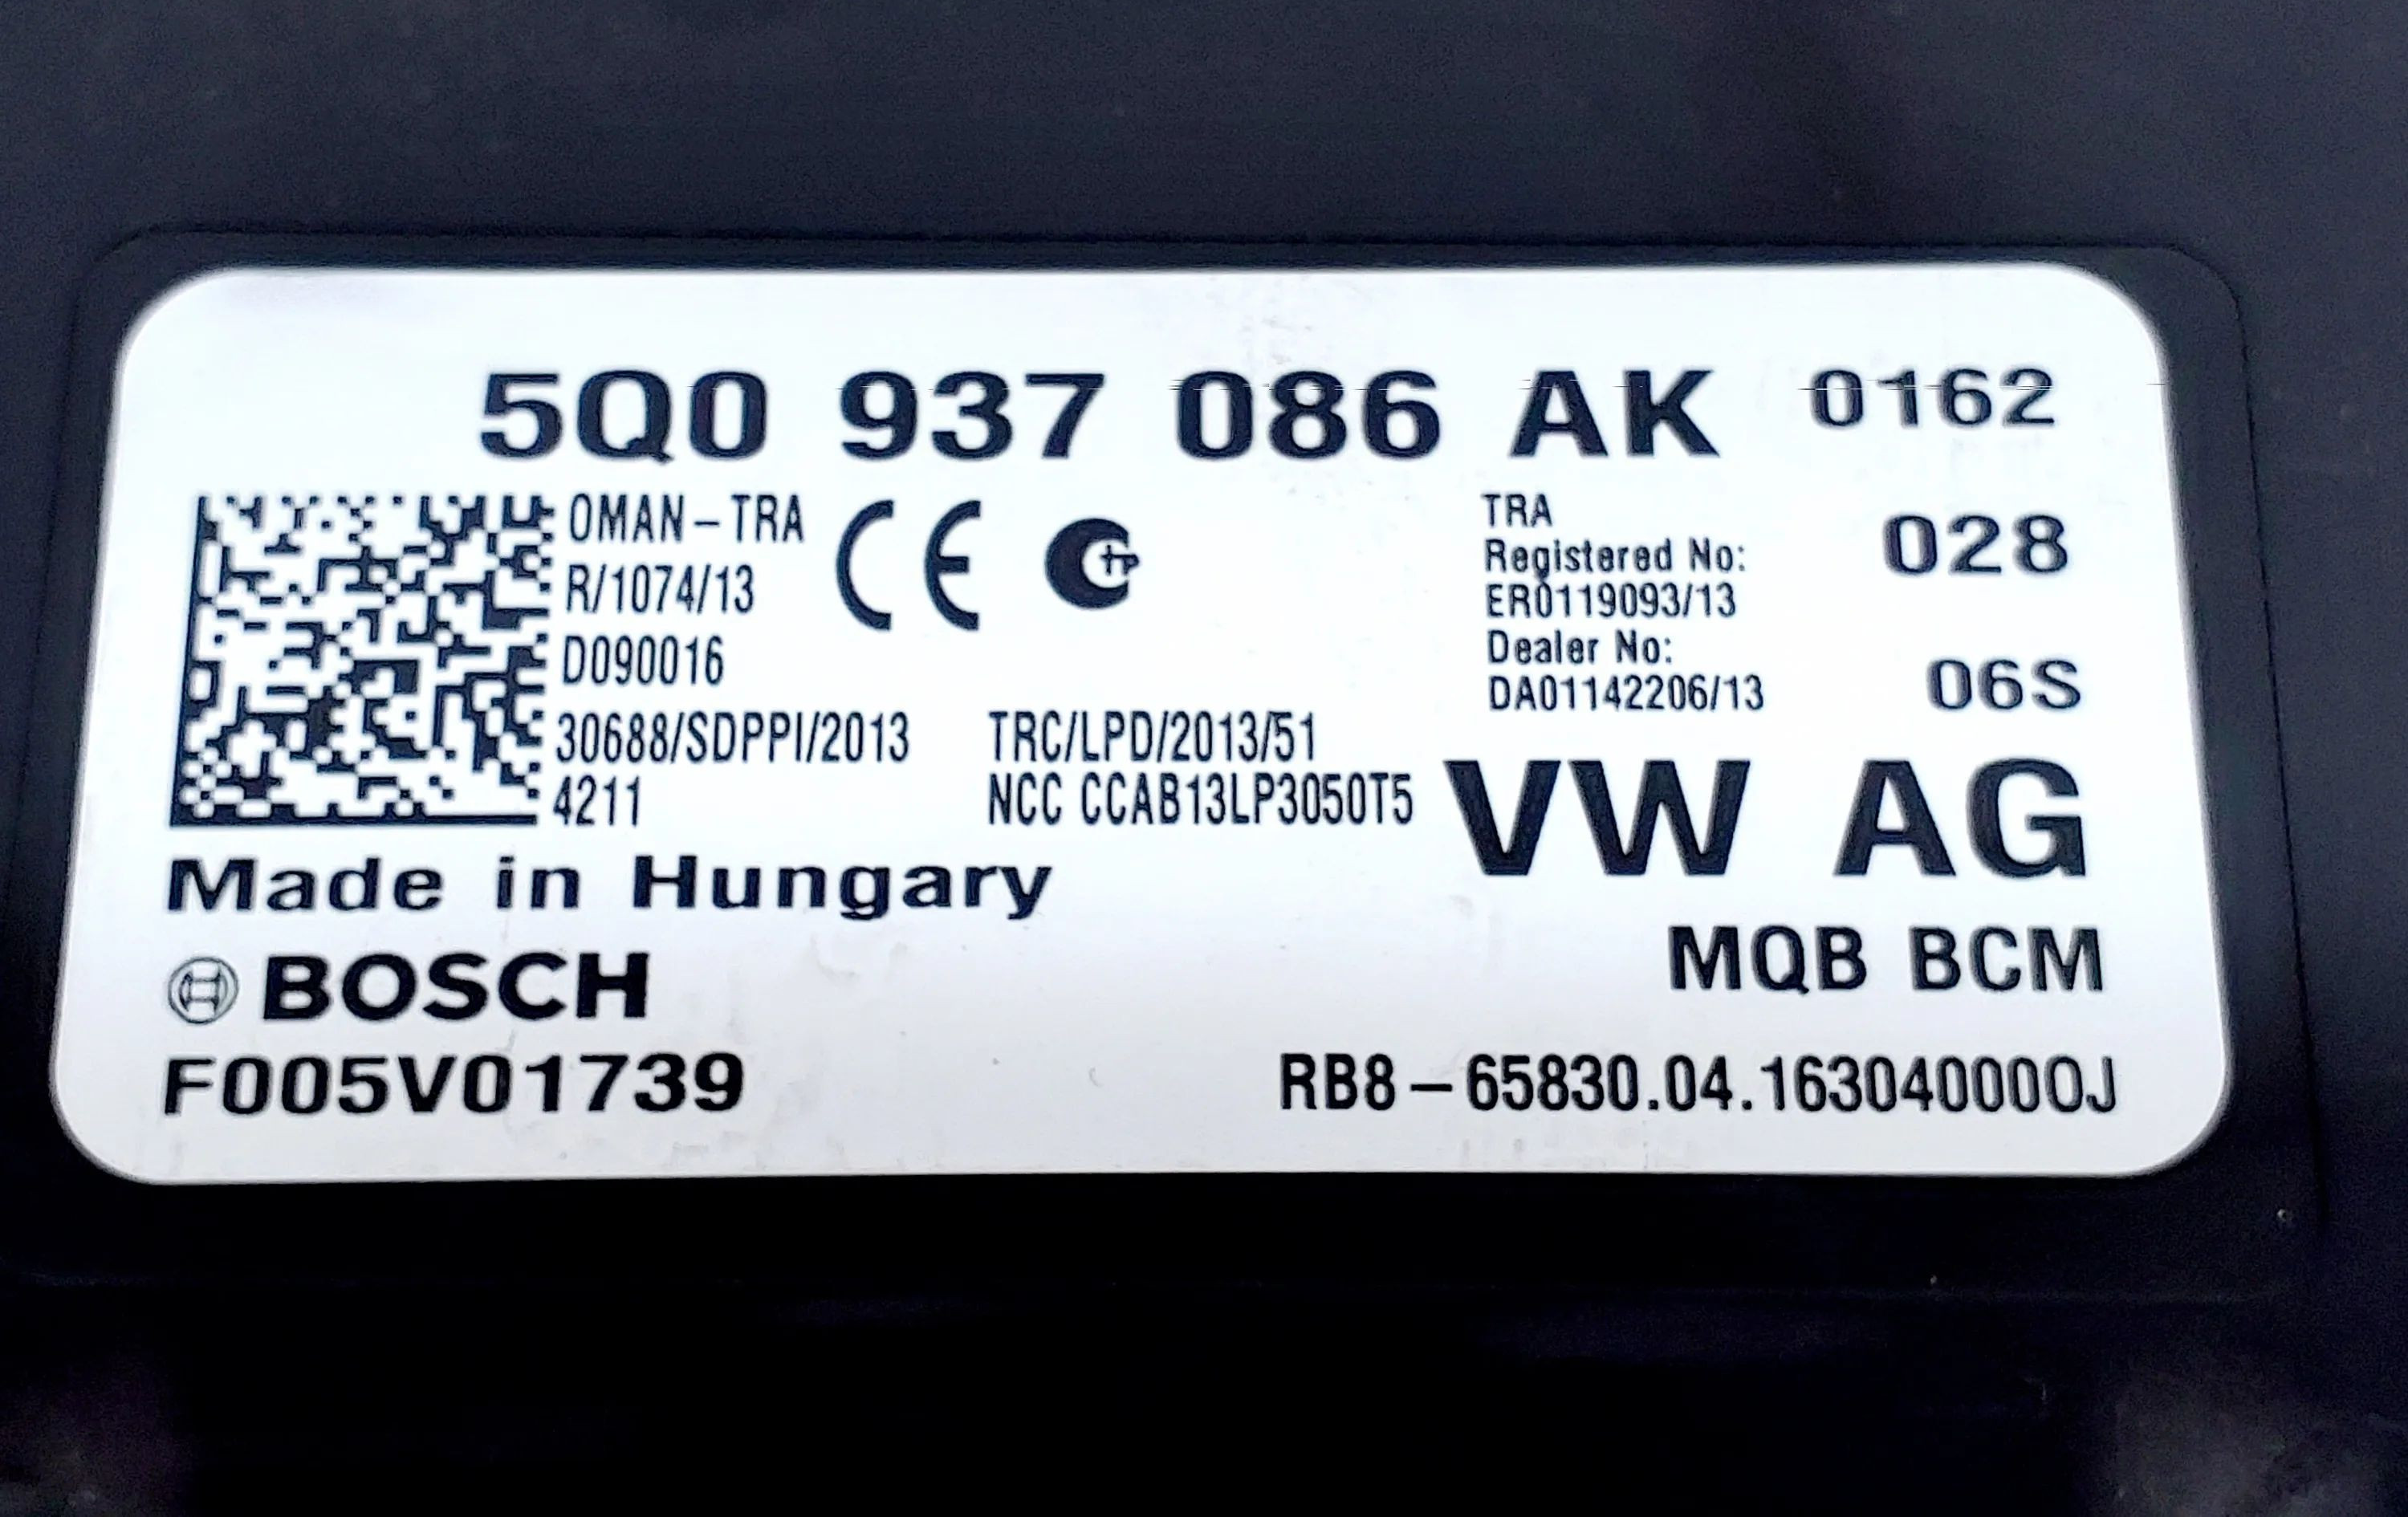 5Q0 937 086 AK 0162
OMAN-TRA
R/1074/13
D090016
30688/SDPPI/2013
4211
CE
TRC/LPD/2013/51
NCC CCAB13LP3050T5
TRA
Registered No:
ER0119093/13
Dealer No:
DA01142206/13
028
06S
VW AG
Made in Hungary
MQB BCM
BOSCH
F005V01739
RB8-65830.04.1630400000J